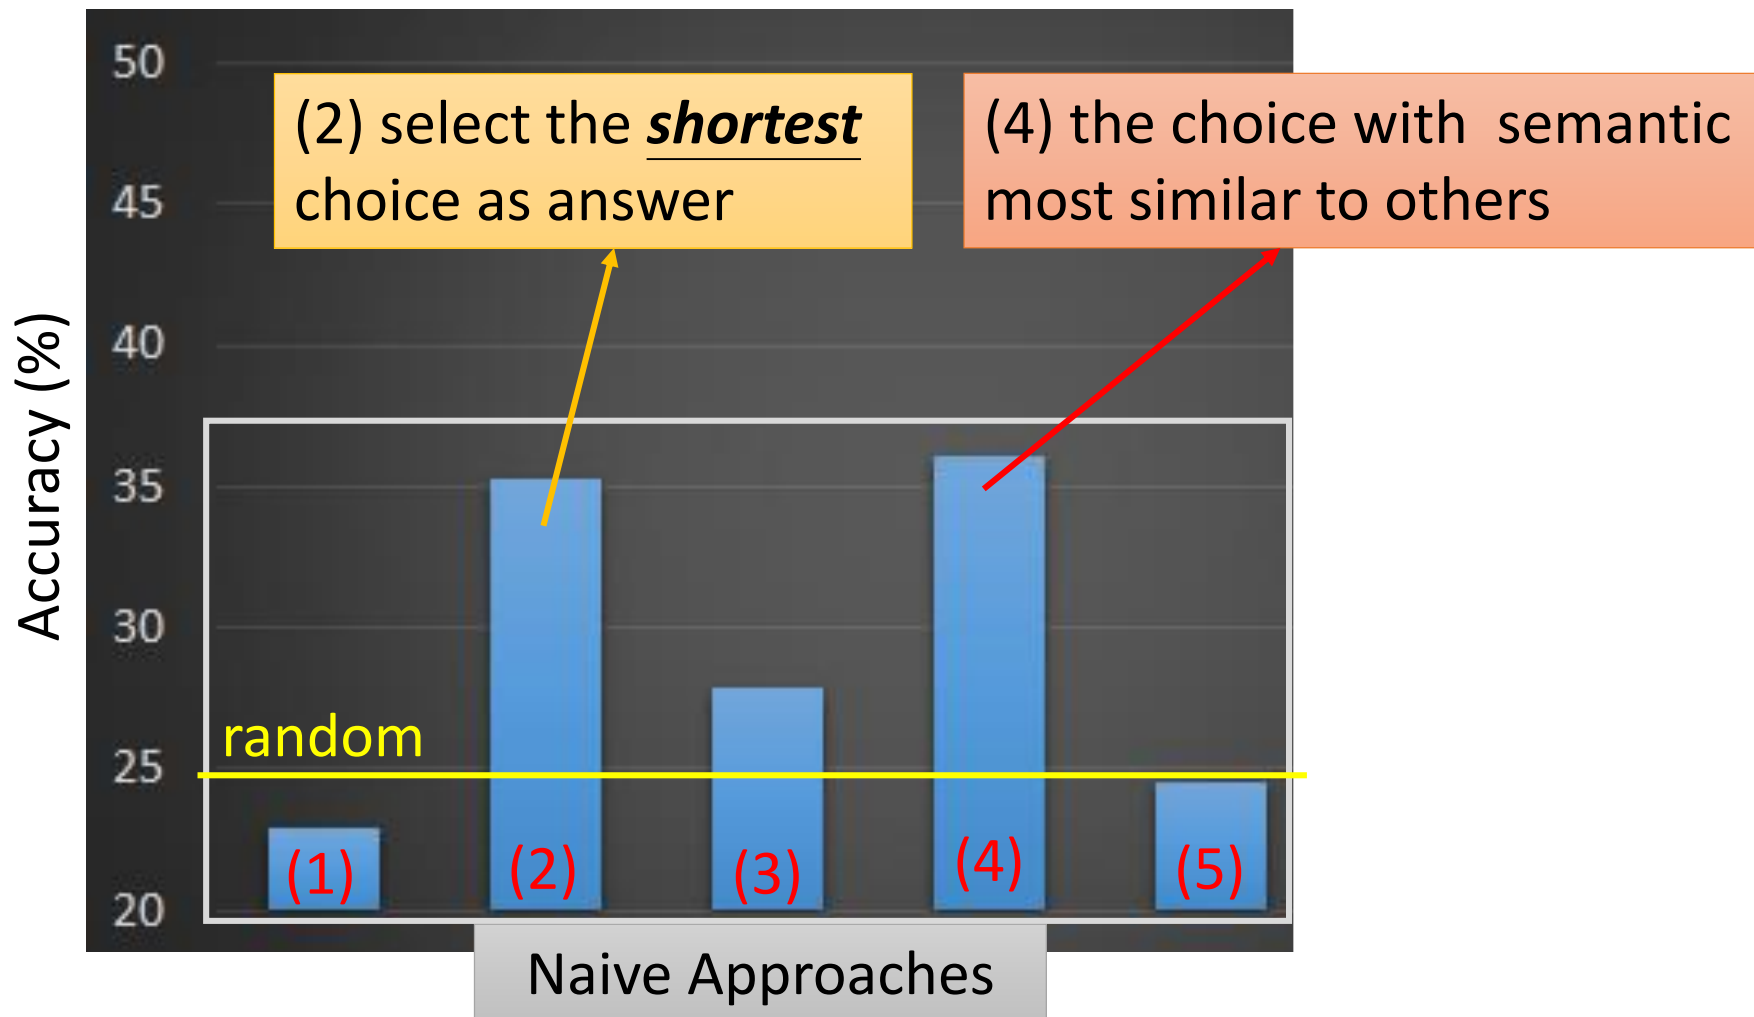 50
(2) select the shortest
choice as answer
(4) the choice with semantic
most similar to others
45
40
Accuracy (%)
35
30
random
25
(1)
(2)
(3)
(4)
(5)
20
Naive Approaches